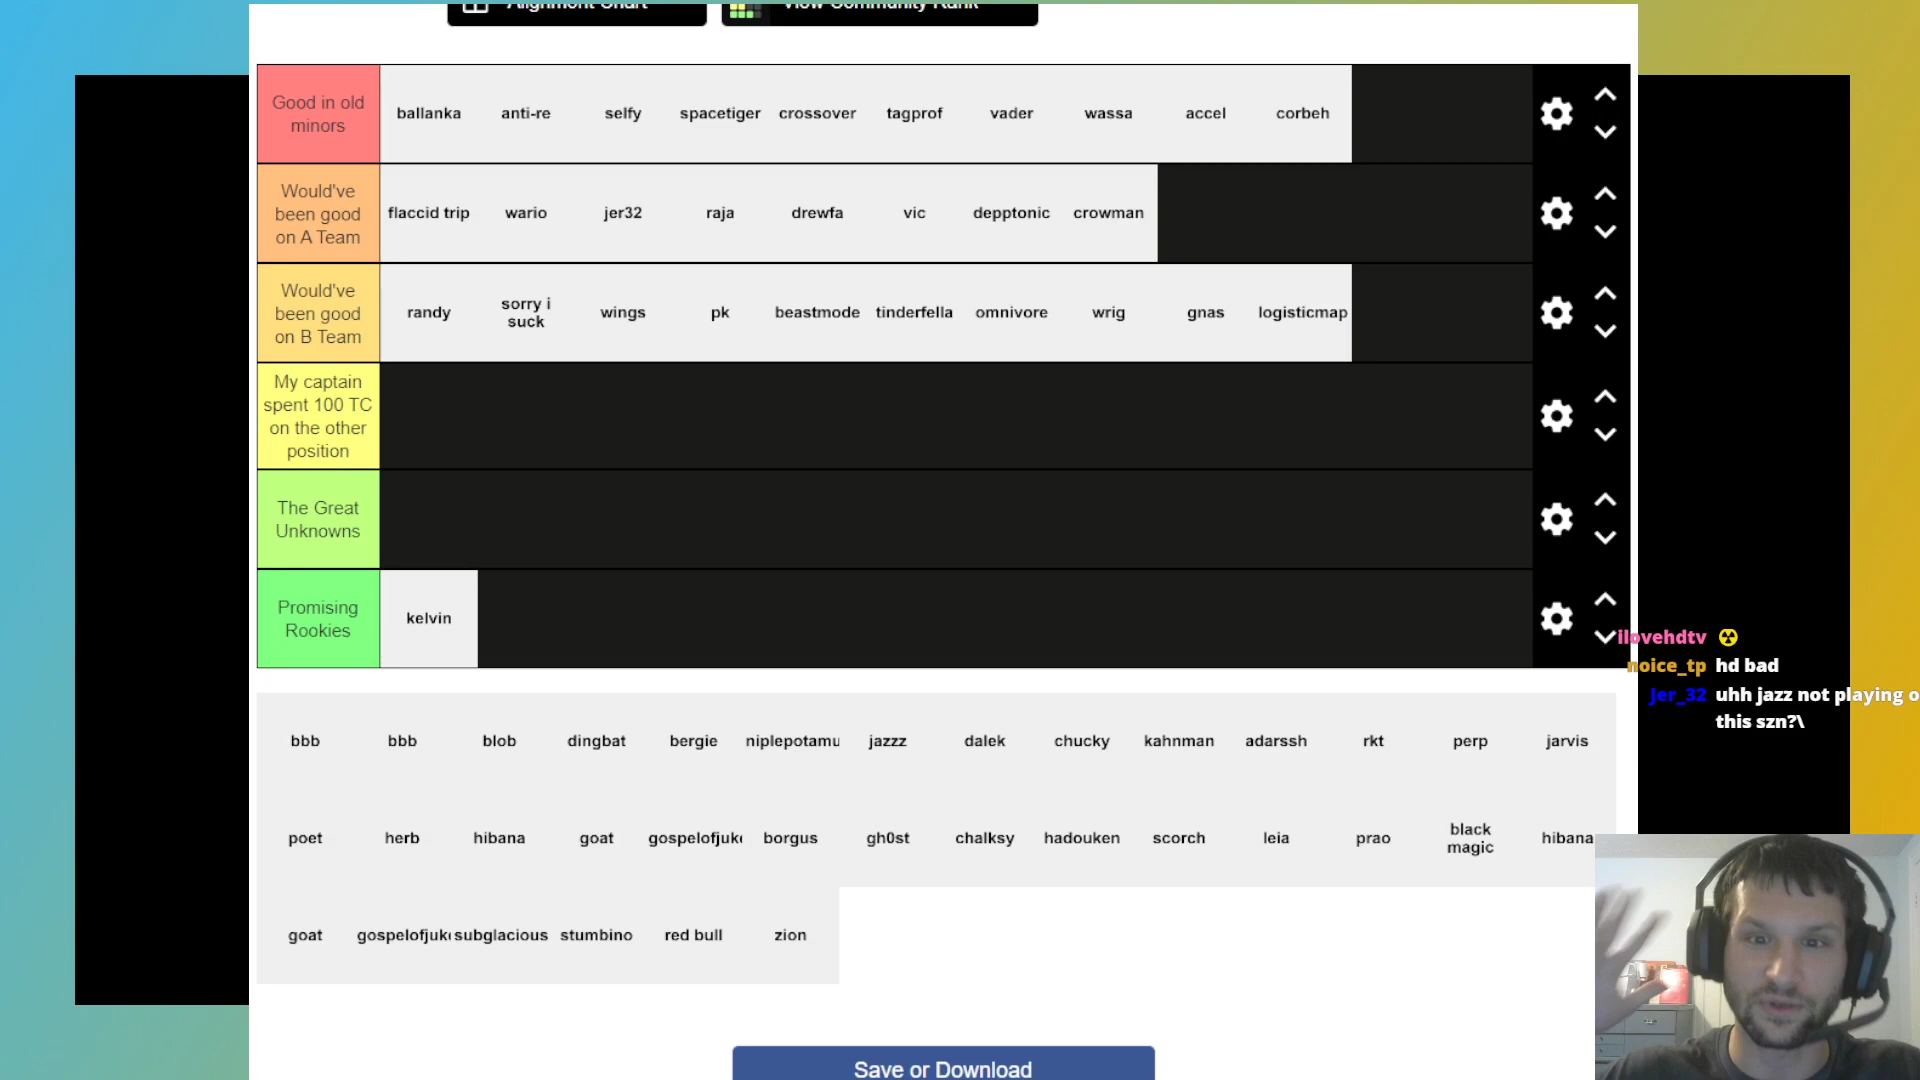 Alignment Chart
View Community Rank
Good in old
minors
ballanka
anti-re
selfy
spacetiger
crossover
tagprof
vader
wassa
accel
corbeh
Would've
been good
on A Team
flaccid trip
wario
jer32
raja
drewfa
vic
depptonic
crowman
Would've
been good
on B Team
randy
sorry i
suck
wings
pk
beastmode
tinderfella
omnivore
wrig
gnas
logisticmap
My captain
spent 100 TC
on the other
position
The Great
Unknowns
Promising
Rookies
kelvin
ilovehdtv
noice_tp hd bad
Jer_32 uhh jazz not playing o
this szn?\
bbb
bbb
blob
dingbat
bergie
niplepotamu
jazzz
dalek
chucky
kahnman
adarssh
rkt
perp
jarvis
poet
herb
hibana
goat
gospelofjuk
borgus
gh0st
chalksy
hadouken
scorch
leia
prao
black
magic
hibana
goat
gospelofjuk
subglacious
stumbino
red bull
zion
Save or Download